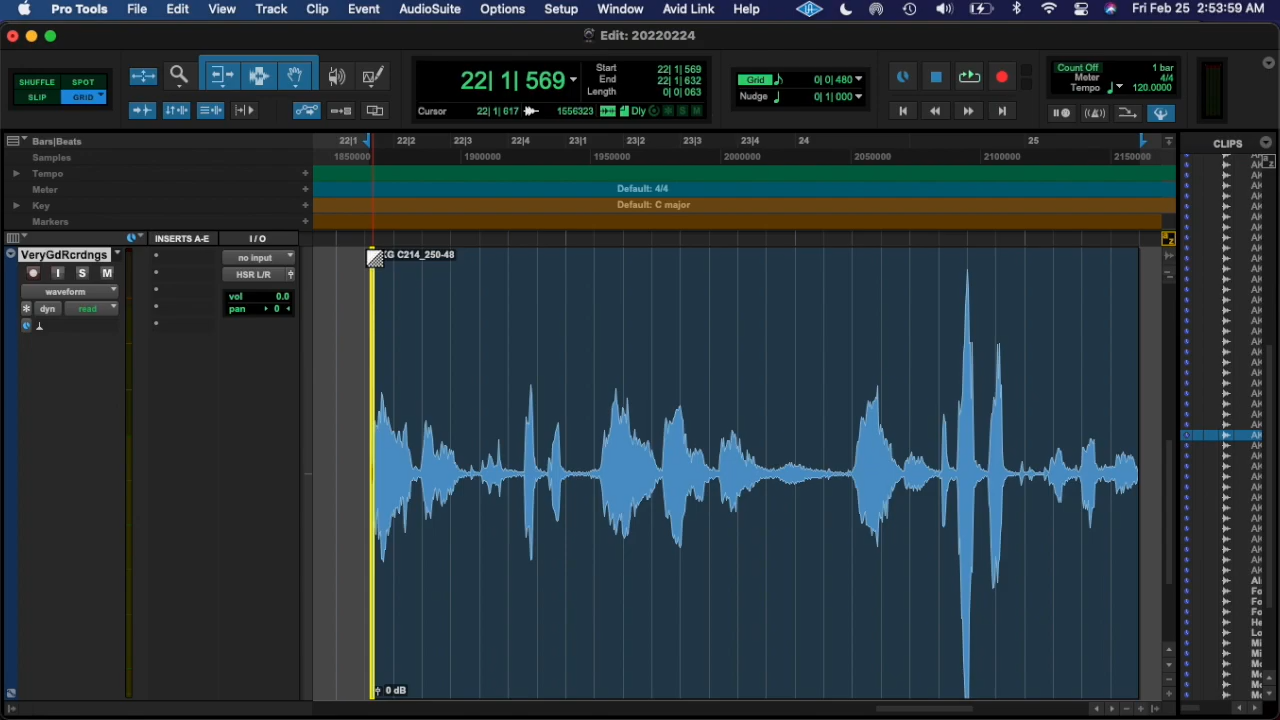 Pro Tools File Edit View Track Clip Event AudioSuite Options Setup Window Avid Link Help Fri Feb 25 2:53:59 AM
Edit: 20220224
SHUFFLE SPOT
SLIP GRID
22| 1| 569
Start 22| 1| 569
End 22| 1| 632
Length 0| 0| 063
Cursor 22| 1| 617 1556323 Dly S M
Grid 0| 0| 480
Nudge 0| 1| 000
Count Off 1 bar
Meter 4/4
Tempo 120.0000
Bars|Beats 22|1 22|2 22|3 22|4 23|1 23|2 23|3 23|4 24 25
Samples 1850000 1900000 1950000 2000000 2050000 2100000 2150000
Tempo
Meter Default: 4/4
Key Default: C major
Markers
CLIPS
INSERTS A-E I / O
VeryGdRcrdngs
I S M
waveform
dyn read
no input
HSR L/R
vol 0.0
pan 0
KG C214_250-48
0 dB